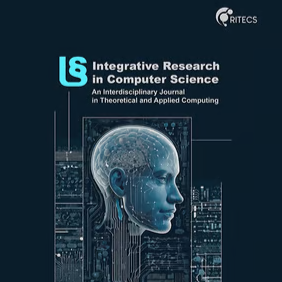 RITECS
Integrative Research
in Computer Science
An Interdisciplinary Journal
in Theoretical and Applied Computing